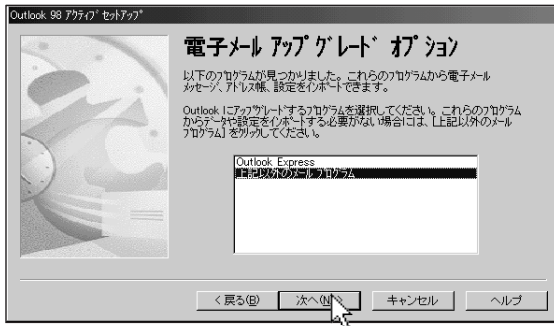 Outlook 98 アクティブ セットアップ
電子メール アップグレード オプション
以下のプログラムが見つかりました。これらのプログラムから電子メール
メッセージ、アドレス帳、設定をインポートできます。
Outlook にアップグレードするプログラムを選択してください。これらのプログラム
からデータや設定をインポートする必要がない場合には、[上記以外のメール
プログラム] をクリックしてください。
Outlook Express
上記以外のメール プログラム
< 戻る(B)
次へ(N) >
キャンセル
ヘルプ